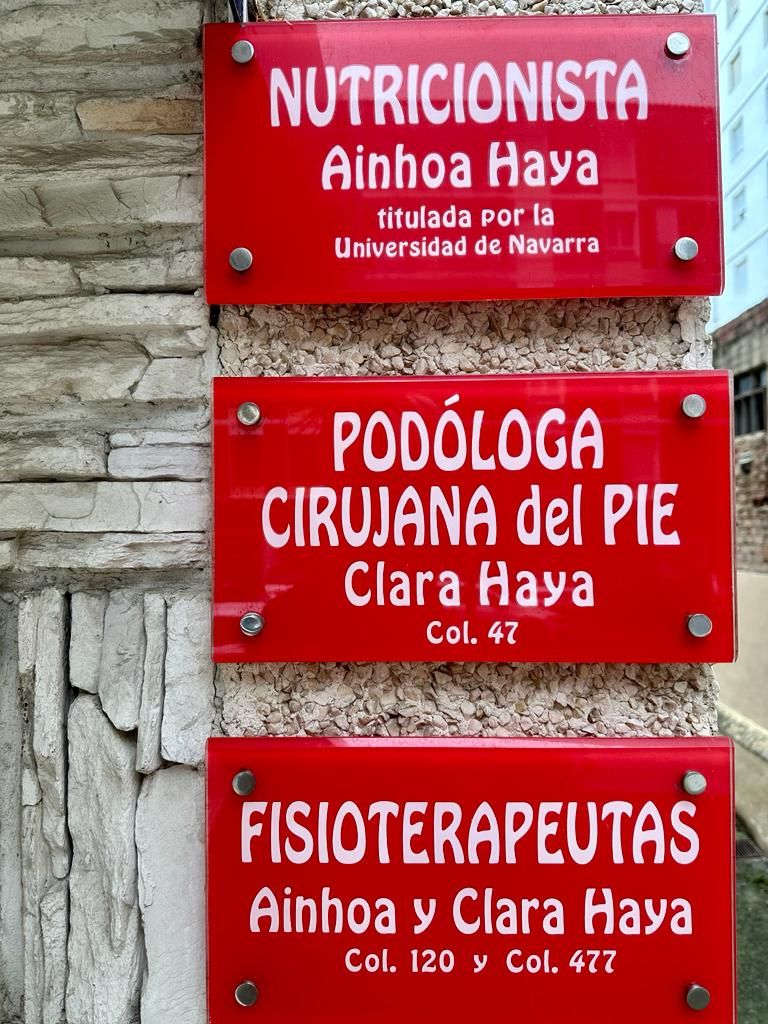 NUTRICIONISTA
Ainhoa Haya
titulada por la
Universidad de Navarra
PODÓLOGA
CIRUJANA del PIE
Clara Haya
Col. 47
FISIOTERAPEUTAS
Ainhoa y Clara Haya
Col. 120 y Col. 477